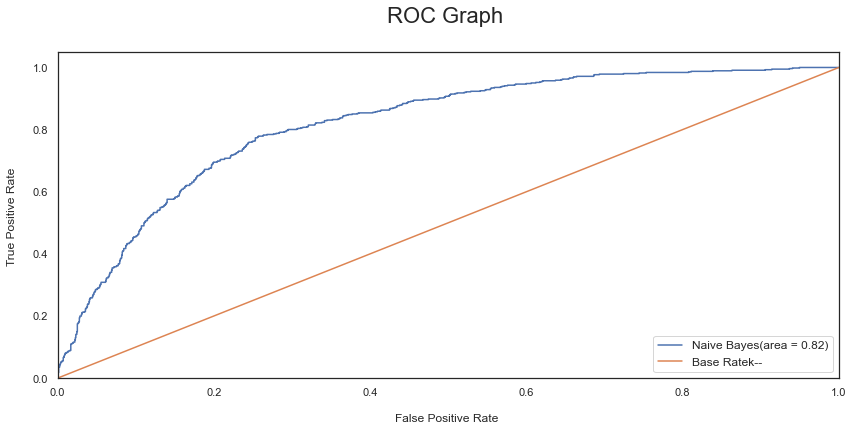 ROC Graph
True Positive Rate
1.0
0.8
0.6
0.4
0.2
0.0
0.0 0.2 0.4 0.6 0.8 1.0
False Positive Rate
Naive Bayes(area = 0.82)
Base Ratek--